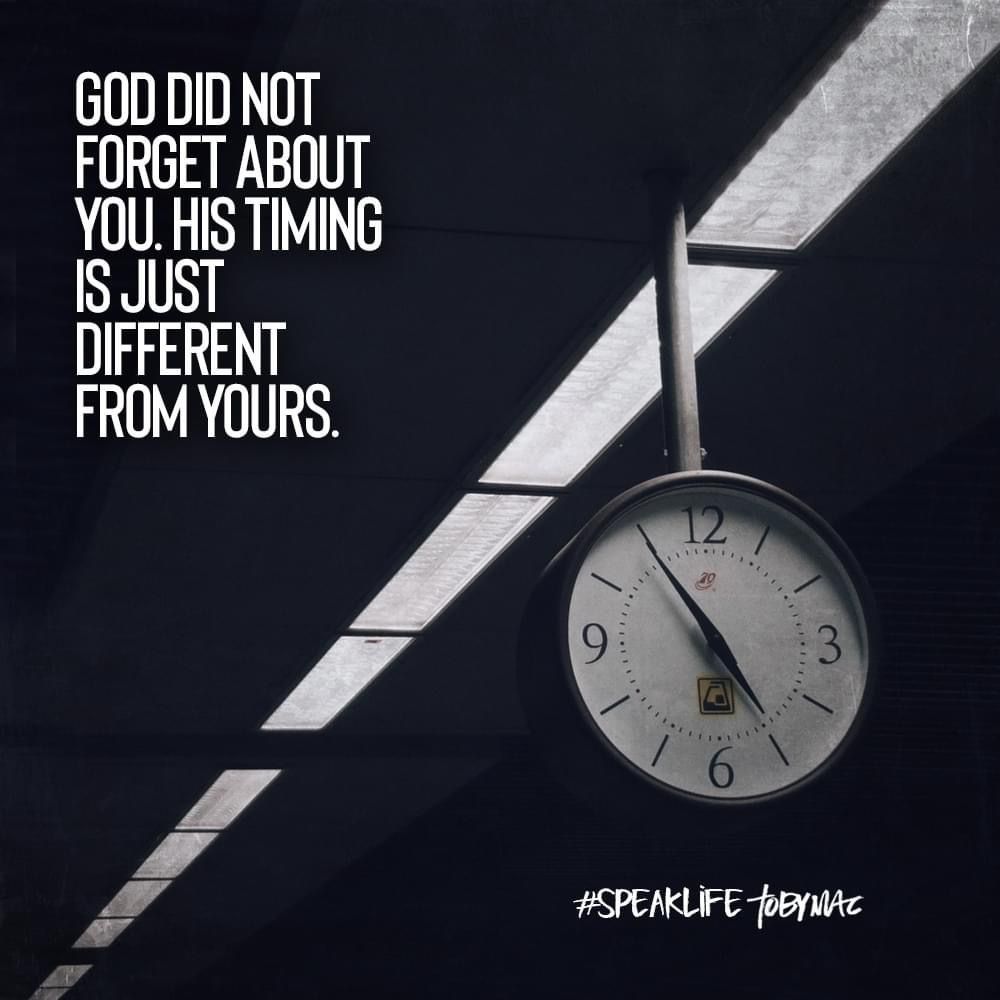 GOD DID NOT
FORGET ABOUT
YOU. HIS TIMING
IS JUST
DIFFERENT
FROM YOURS.
12
9
3
6
#SPEAKLIFE TOBYMAC